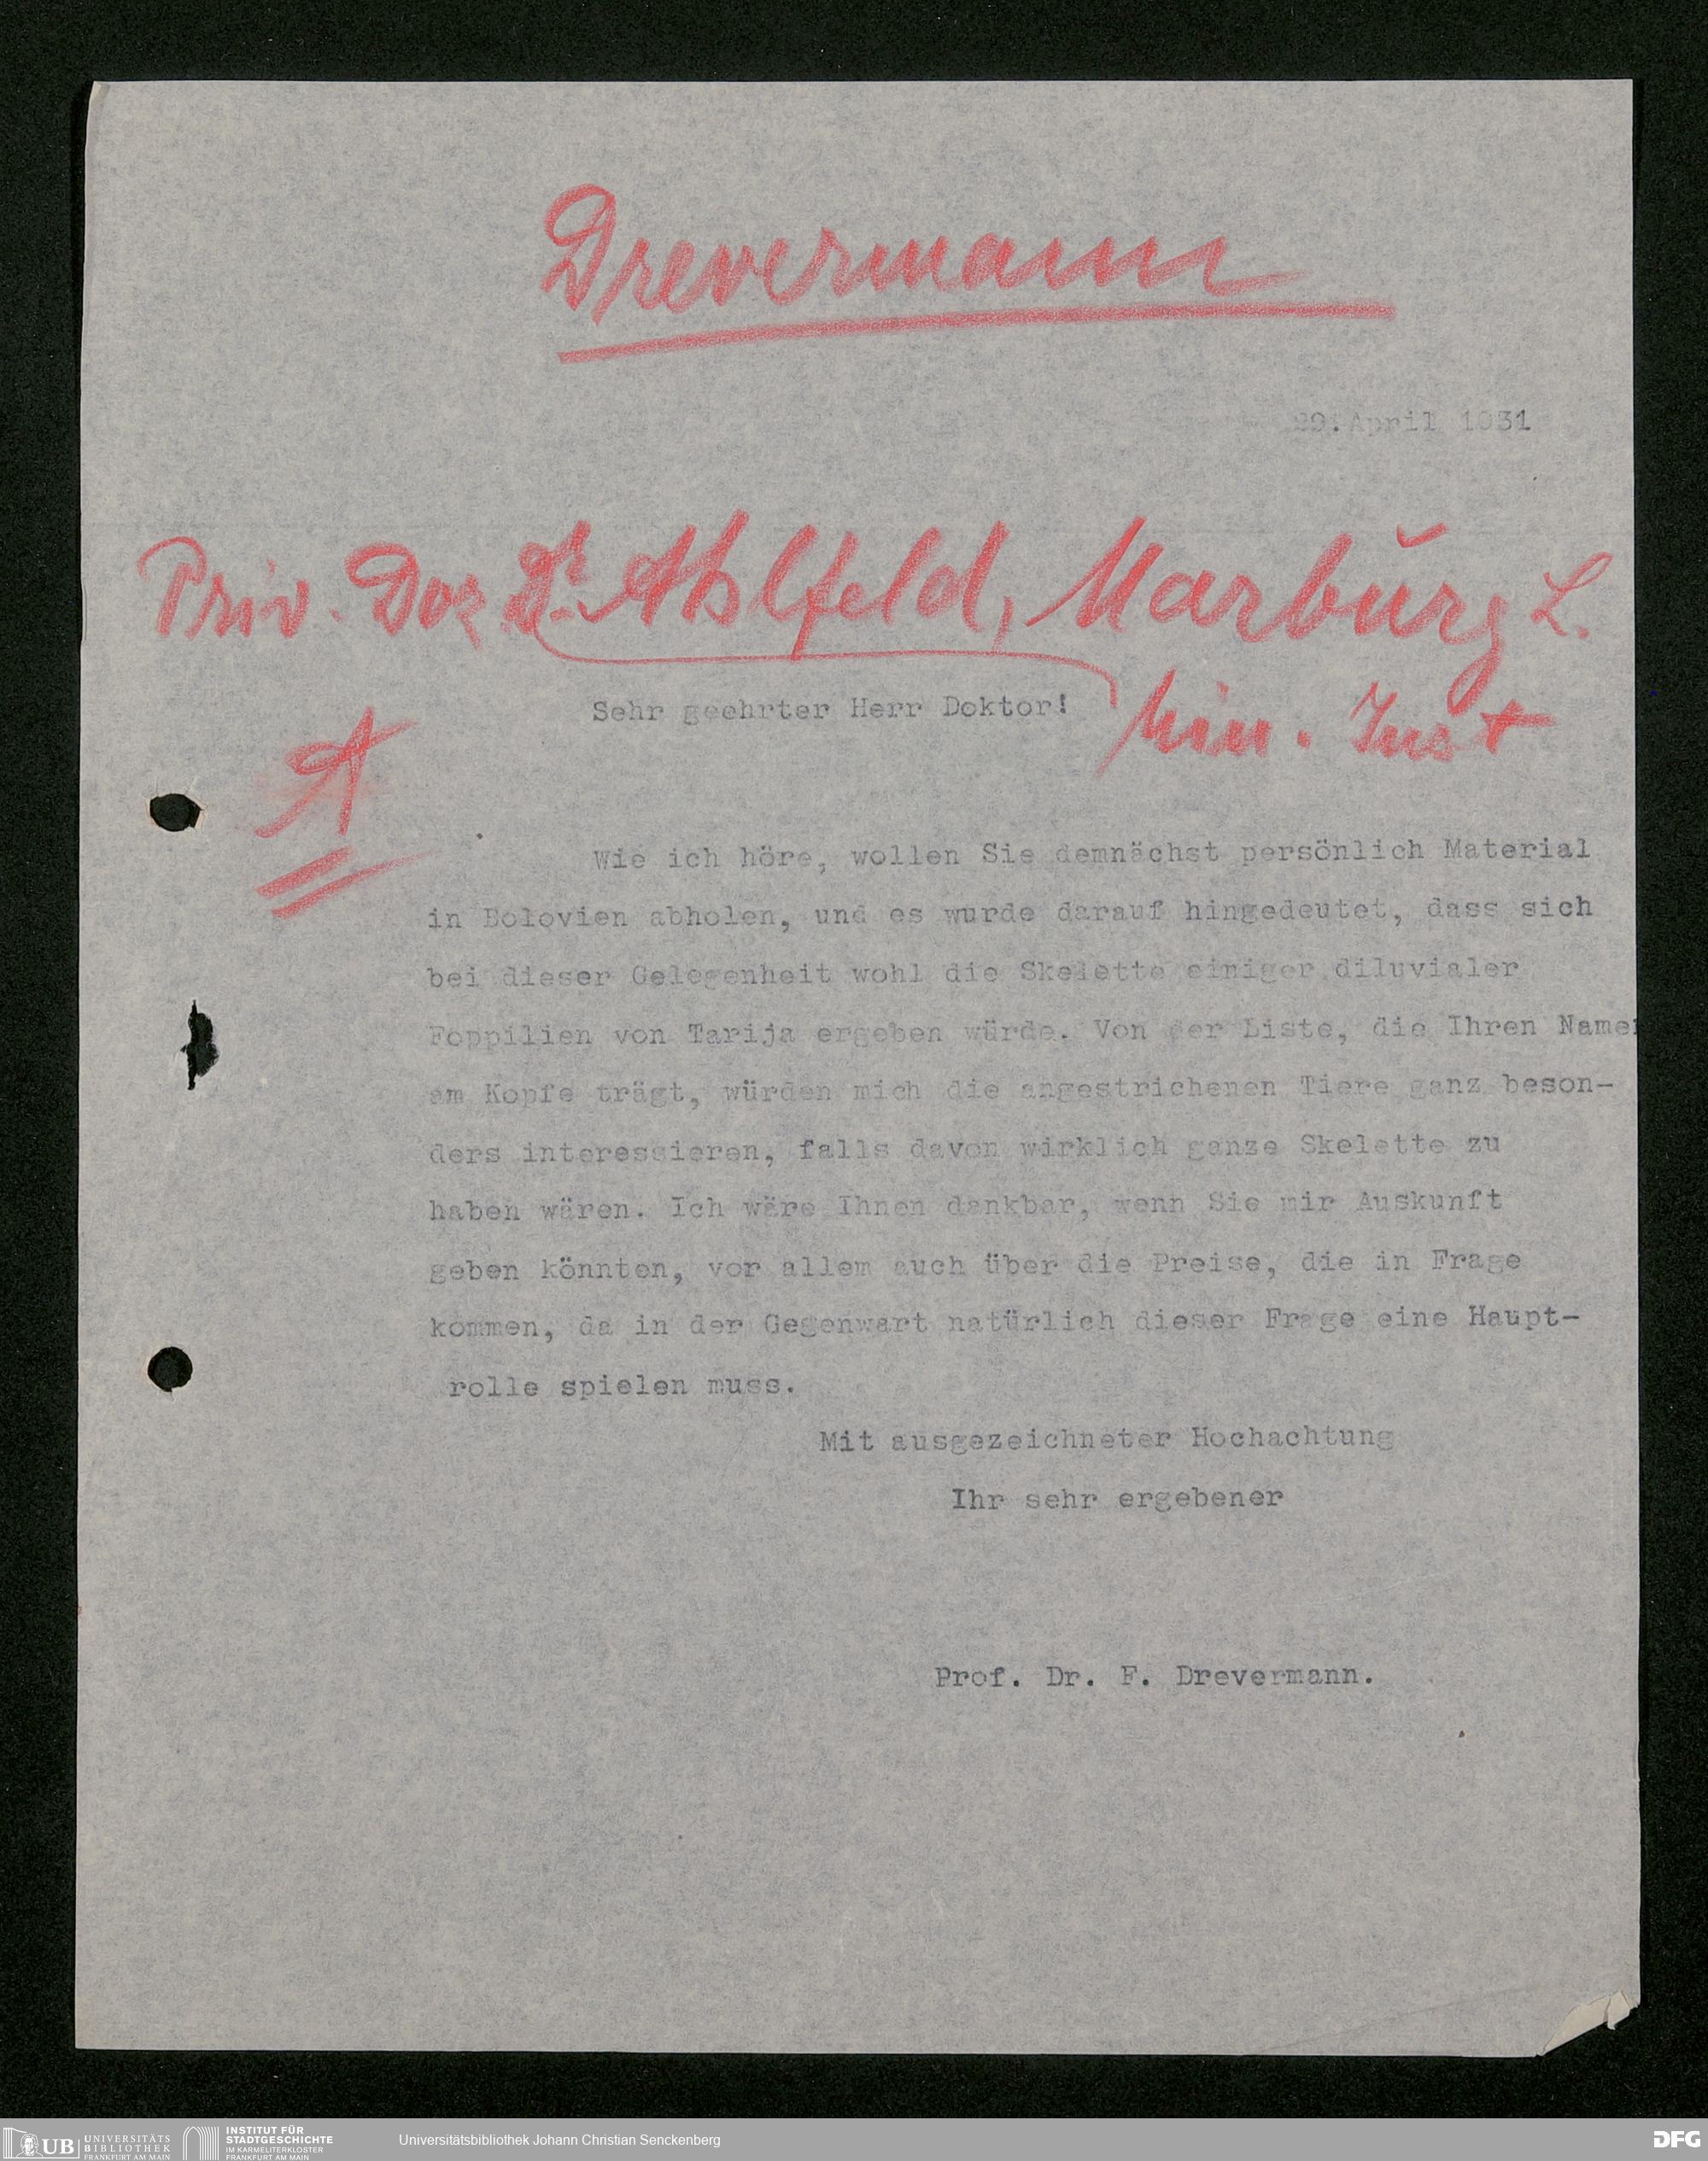 Drevermann
29.April 1931
Priv. Doz Dr. Ahlfeld, Marburg L.
Min. Inst
Sehr geehrter Herr Doktor!
A
Wie ich höre, wollen Sie demnächst persönlich Material
in Bolovien abholen, und es wurde darauf hingedeutet, dass sich
bei dieser Gelegenheit wohl die Skelette einiger diluvialer
Foppilien von Tarija ergeben würde. Von der Liste, die Ihren Namen
am Kopfe trägt, würden mich die angestrichenen Tiere ganz beson-
ders interessieren, falls davon wirklich ganze Skelette zu
haben wären. Ich wäre Ihnen dankbar, wenn Sie mir Auskunft
geben könnten, vor allem auch über die Preise, die in Frage
kommen, da in der Gegenwart natürlich dieser Frage eine Haupt-
rolle spielen muss.
Mit ausgezeichneter Hochachtung
Ihr sehr ergebener
Prof. Dr. F. Drevermann.
UB UNIVERSITÄTS BIBLIOTHEK FRANKFURT AM MAIN
INSTITUT FÜR STADTGESCHICHTE IM KARMELITERKLOSTER FRANKFURT AM MAIN
Universitätsbibliothek Johann Christian Senckenberg
DFG